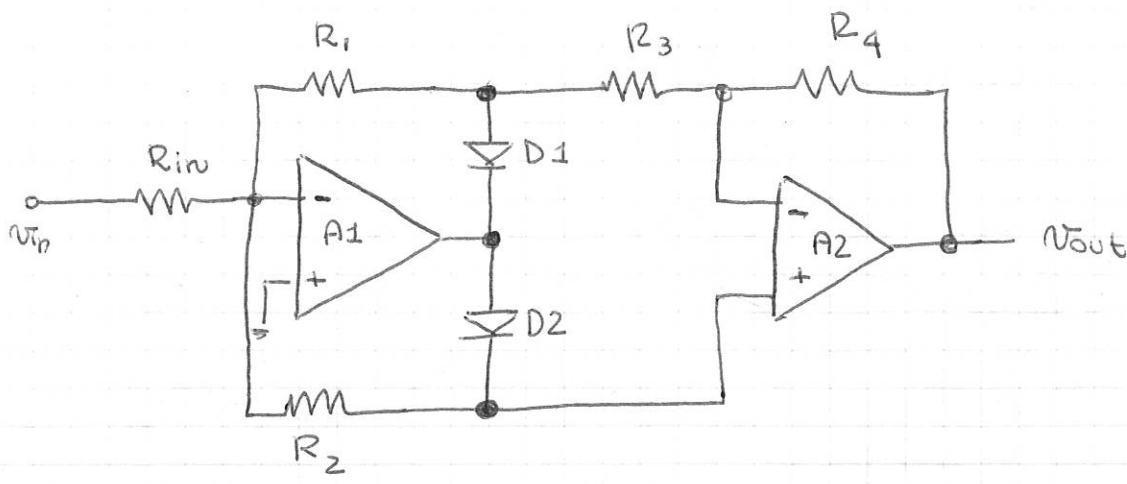 R₁
R₃
R₄
Rin
D1
Vin
-
A1
+
-
A2
+
Vout
D2
R₂